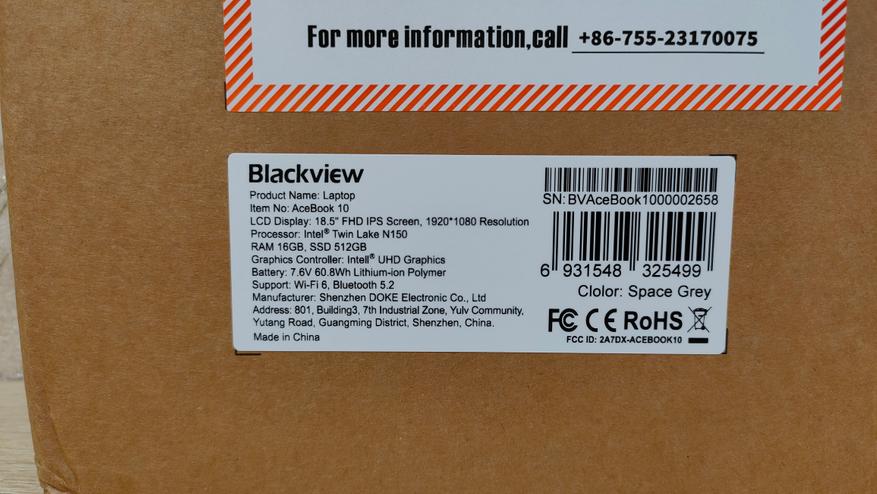 For more information,call +86-755-23170075
Blackview
Product Name: Laptop
Item No: AceBook 10
LCD Display: 18.5" FHD IPS Screen, 1920*1080 Resolution
Processor: Intel® Twin Lake N150
RAM 16GB, SSD 512GB
Graphics Controller: Intell® UHD Graphics
Battery: 7.6V 60.8Wh Lithium-ion Polymer
Support: Wi-Fi 6, Bluetooth 5.2
Manufacturer: Shenzhen DOKE Electronic Co., Ltd
Address: 801, Building3, 7th Industrial Zone, Yulv Community,
Yutang Road, Guangming District, Shenzhen, China.
Made in China
SN: BVAceBook1000002658
6 931548 325499
Clolor: Space Grey
FC CE RoHS
FCC ID: 2A7DX-ACEBOOK10